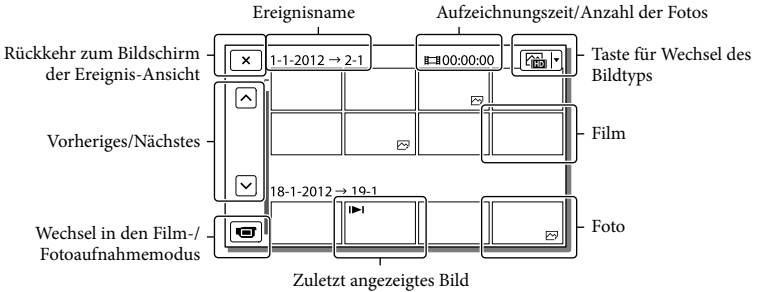 Ereignisname
Aufzeichnungszeit/Anzahl der Fotos
Rückkehr zum Bildschirm
der Ereignis-Ansicht
1-1-2012 → 2-1
00:00:00
HD
Taste für Wechsel des
Bildtyps
Vorheriges/Nächstes
Film
18-1-2012 → 19-1
Wechsel in den Film-/
Fotoaufnahmemodus
Foto
Zuletzt angezeigtes Bild